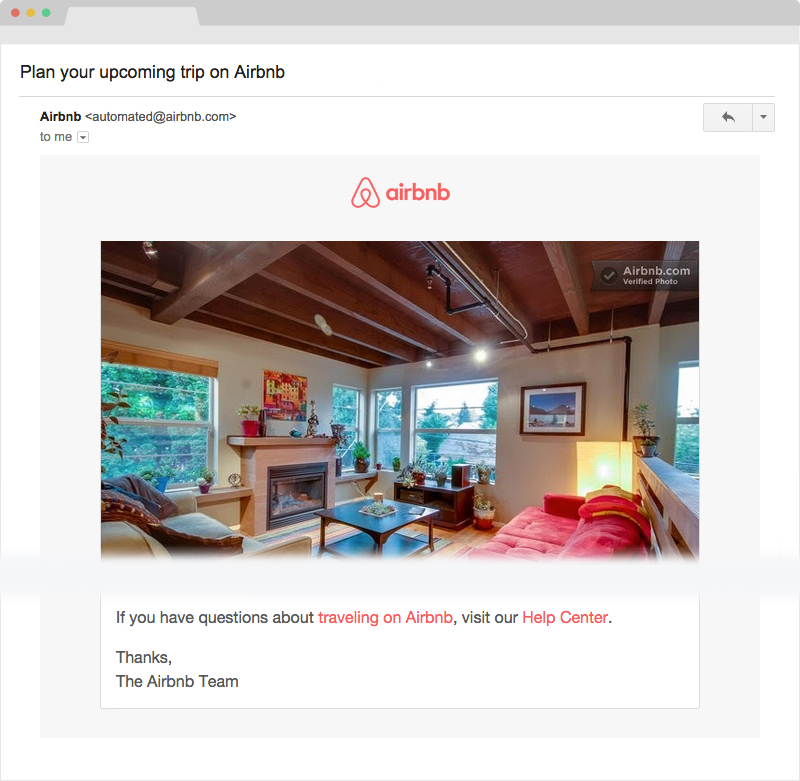 Plan your upcoming trip on Airbnb
Airbnb <automated@airbnb.com>
to me
airbnb
Airbnb.com
Verified Photo
If you have questions about traveling on Airbnb, visit our Help Center.
Thanks,
The Airbnb Team